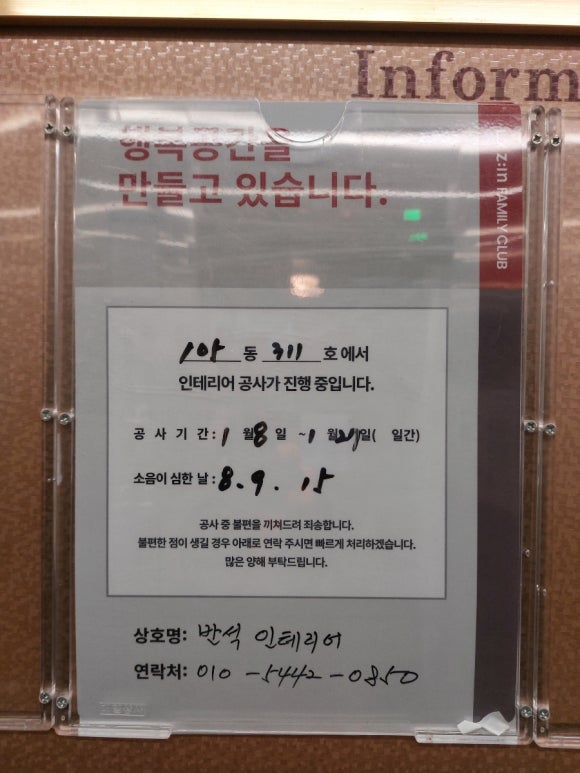 Inform
행복공간을
만들고 있습니다.
z:in FAMILY CLUB
동 311 호에서
인테리어 공사가 진행 중입니다.
공 사 기 간 : 1 월 8 일 ~ 1 월 일( 일간)
소음이 심한 날 : 8. 9. 15
공사 중 불편을 끼쳐드려 죄송합니다.
불편한 점이 생길 경우 아래로 연락 주시면 빠르게 처리하겠습니다.
많은 양해 부탁드립니다.
상호명: 반석 인테리어
연락처: 010 - 5442 - 0850